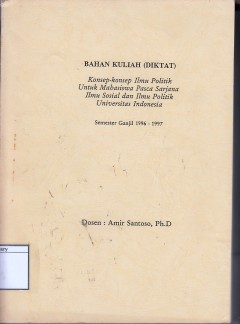 BAHAN KULIAH (DIKTAT)
Konsep-konsep Ilmu Politik
Untuk Mahasiswa Pasca Sarjana
Ilmu Sosial dan Ilmu Politik
Universitas Indonesia
Semester Ganjil 1996 - 1997
Dosen : Amir Santoso, Ph.D